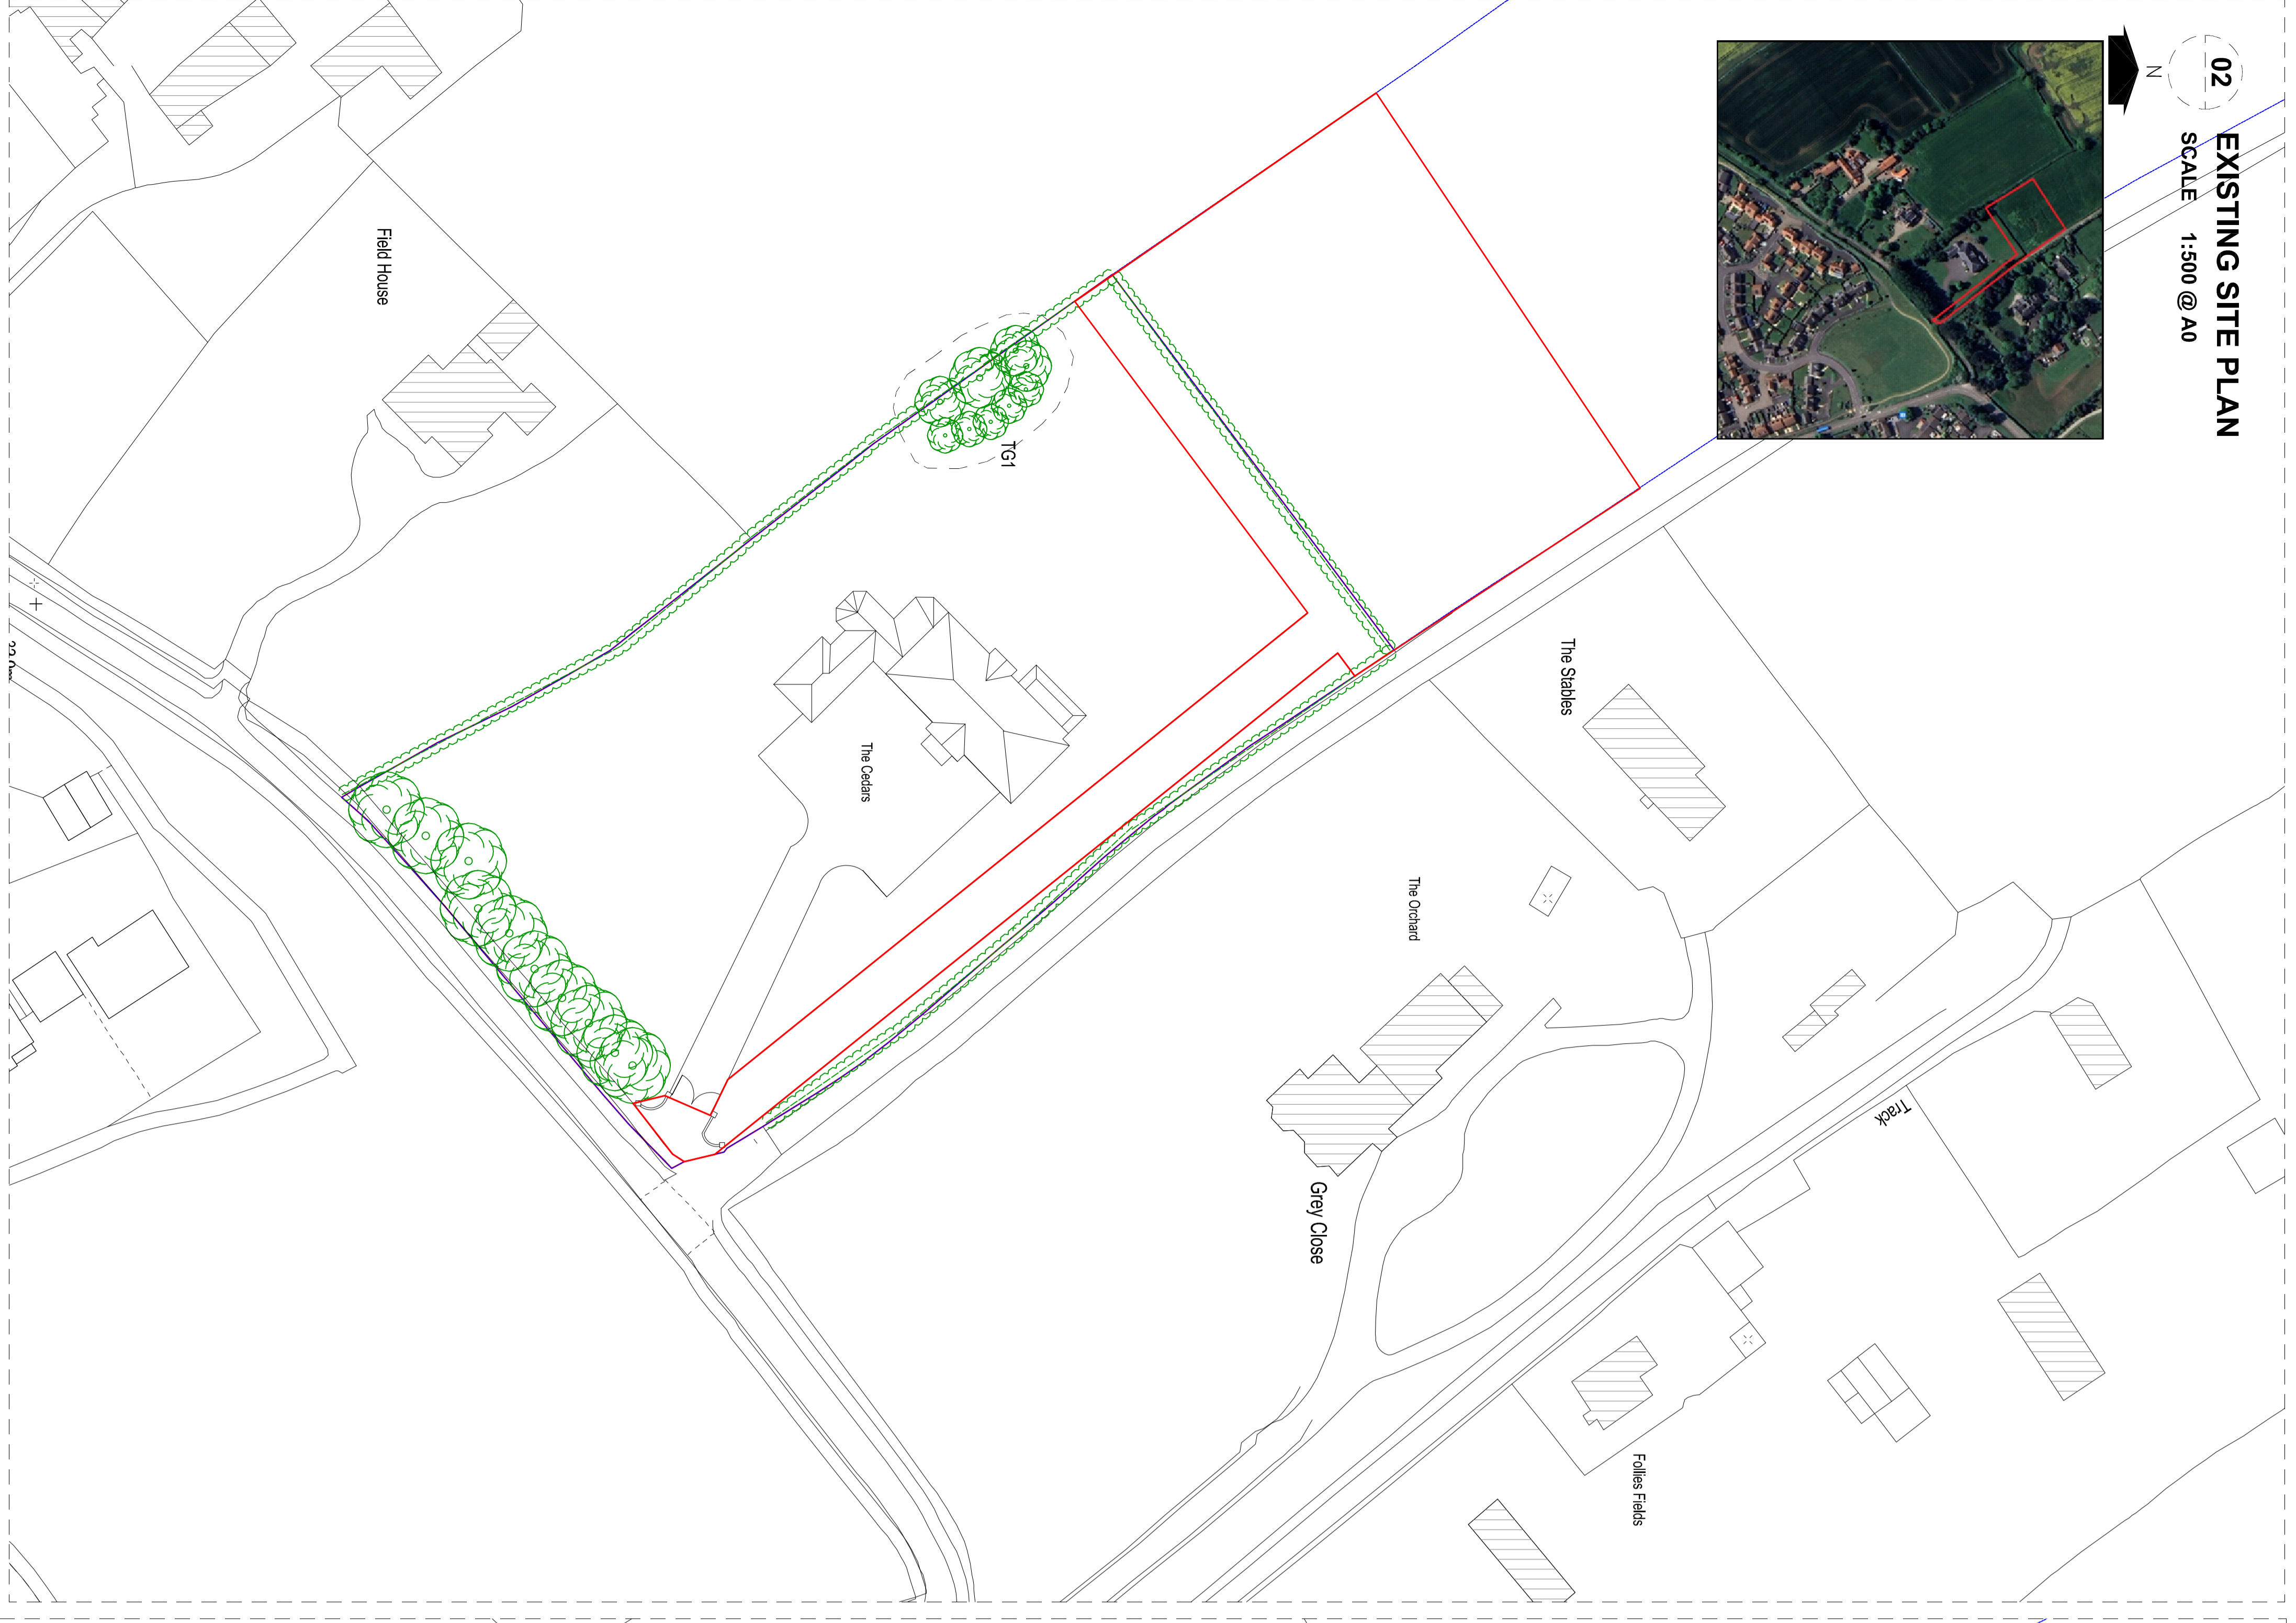 02
EXISTING SITE PLAN
SCALE 1:500 @ A0
N
Field House
TG1
The Stables
The Cedars
The Orchard
Track
Grey Close
Follies Fields